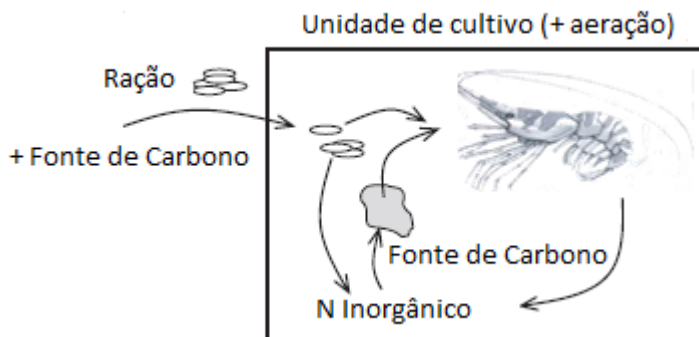 Unidade de cultivo (+ aeração)
Ração
+ Fonte de Carbono
Fonte de Carbono
N Inorgânico